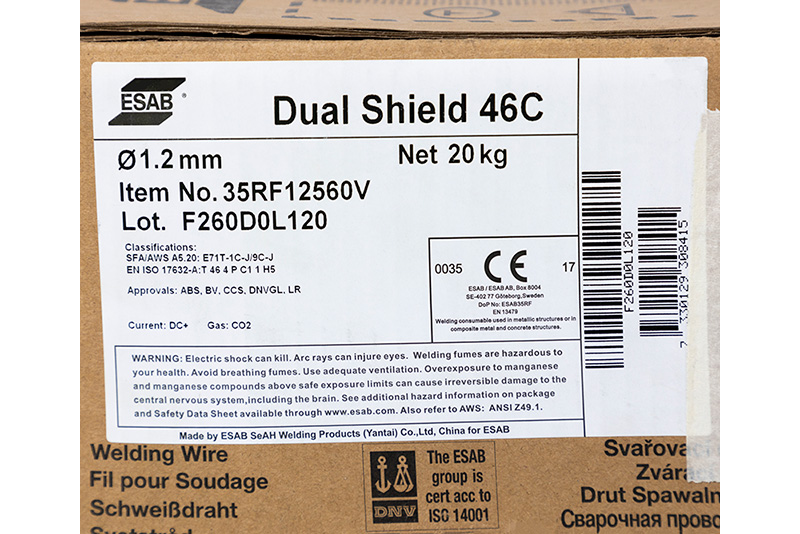 ESAB®
Dual Shield 46C
Ø1.2 mm
Net 20 kg
Item No. 35RF12560V
Lot. F260D0L120
Classifications:
SFA/AWS A5.20: E71T-1C-J/9C-J
EN ISO 17632-A:T 46 4 P C1 1 H5
Approvals: ABS, BV, CCS, DNVGL, LR
Current: DC+ Gas: CO2
0035 CE 17
ESAB / ESAB AB, Box 8004
SE-402 77 Göteborg,Sweden
DoP No: ESAB35RF
EN 13479
Welding consumable used in metallic structures or in
composite metal and concrete structures.
WARNING: Electric shock can kill. Arc rays can injure eyes. Welding fumes are hazardous to
your health. Avoid breathing fumes. Use adequate ventilation. Overexposure to manganese
and manganese compounds above safe exposure limits can cause irreversible damage to the
central nervous system,including the brain. See additional hazard information on package
and Safety Data Sheet available through www.esab.com. Also refer to AWS: ANSI Z49.1.
Made by ESAB SeAH Welding Products (Yantai) Co.,Ltd, China for ESAB
F260D0L120
7 330129 308415
Welding Wire
Fil pour Soudage
Schweißdraht
DNV
The ESAB
group is
cert acc to
ISO 14001
Drut Spawaln
Сварочная прово